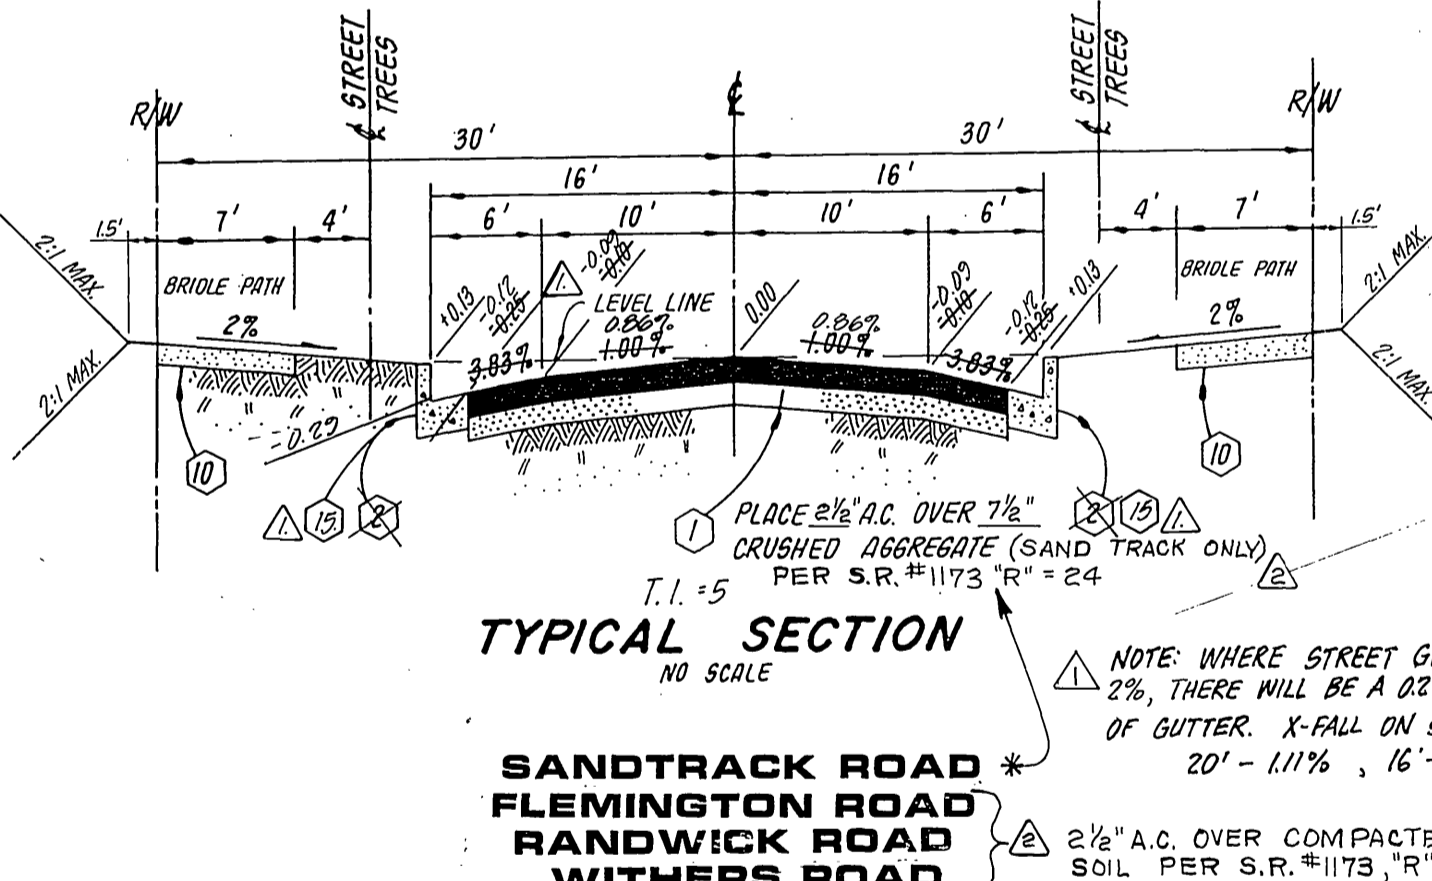 ℄ STREET TREES
℄ STREET TREES
R/W
℄
R/W
30'
30'
16'
16'
1.5'
7'
4'
6'
10'
10'
6'
4'
7'
1.5'
2:1 MAX.
BRIDLE PATH
-0.09
-0.10
BRIDLE PATH
2:1 MAX.
+0.13
-0.12
-0.25
1.
LEVEL LINE
0.00
-0.09
-0.10
-0.12
-0.25
+0.13
2%
0.86%
0.86%
2%
3.83%
1.00%
1.00%
3.83%
2:1 MAX.
2:1 MAX.
-0.29
10
10
1. 15 2
2 15 1.
1 PLACE 2½" A.C. OVER 7½"
CRUSHED AGGREGATE (SAND TRACK ONLY)
PER S.R. #1173 "R" = 24
2
T.I. = 5
TYPICAL SECTION
NO SCALE
1 NOTE: WHERE STREET G
2%, THERE WILL BE A 0.2
OF GUTTER. X-FALL ON
20' - 1.11% , 16'-
SANDTRACK ROAD *
FLEMINGTON ROAD
RANDWICK ROAD
WITHERS ROAD
2 2½" A.C. OVER COMPACTE
SOIL PER S.R. #1173, "R"